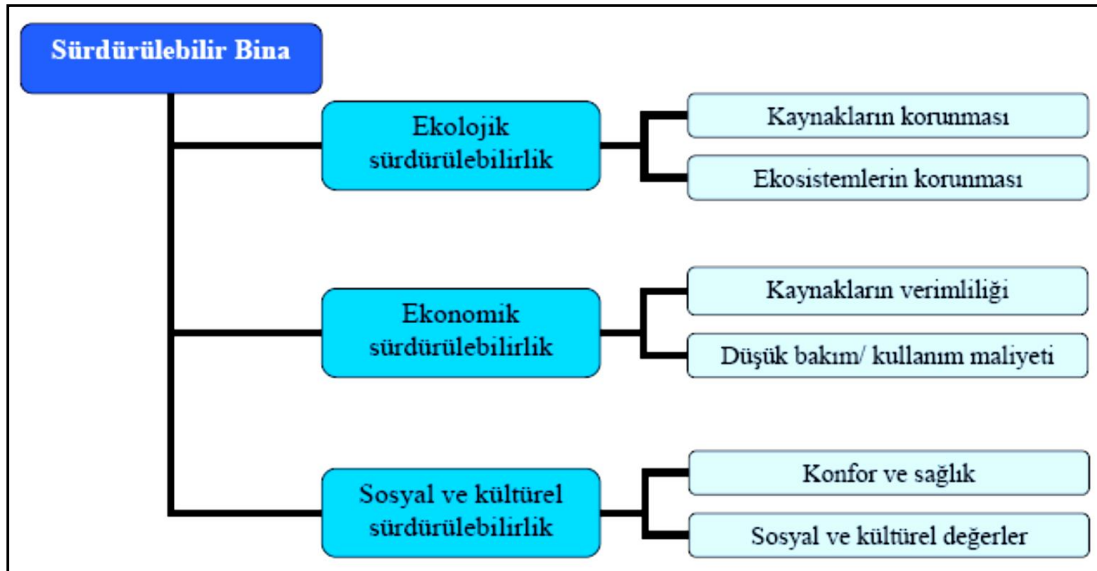 Sürdürülebilir Bina
Ekolojik
sürdürülebilirlik
Kaynakların korunması
Ekosistemlerin korunması
Ekonomik
sürdürülebilirlik
Kaynakların verimliliği
Düşük bakım/ kullanım maliyeti
Sosyal ve kültürel
sürdürülebilirlik
Konfor ve sağlık
Sosyal ve kültürel değerler